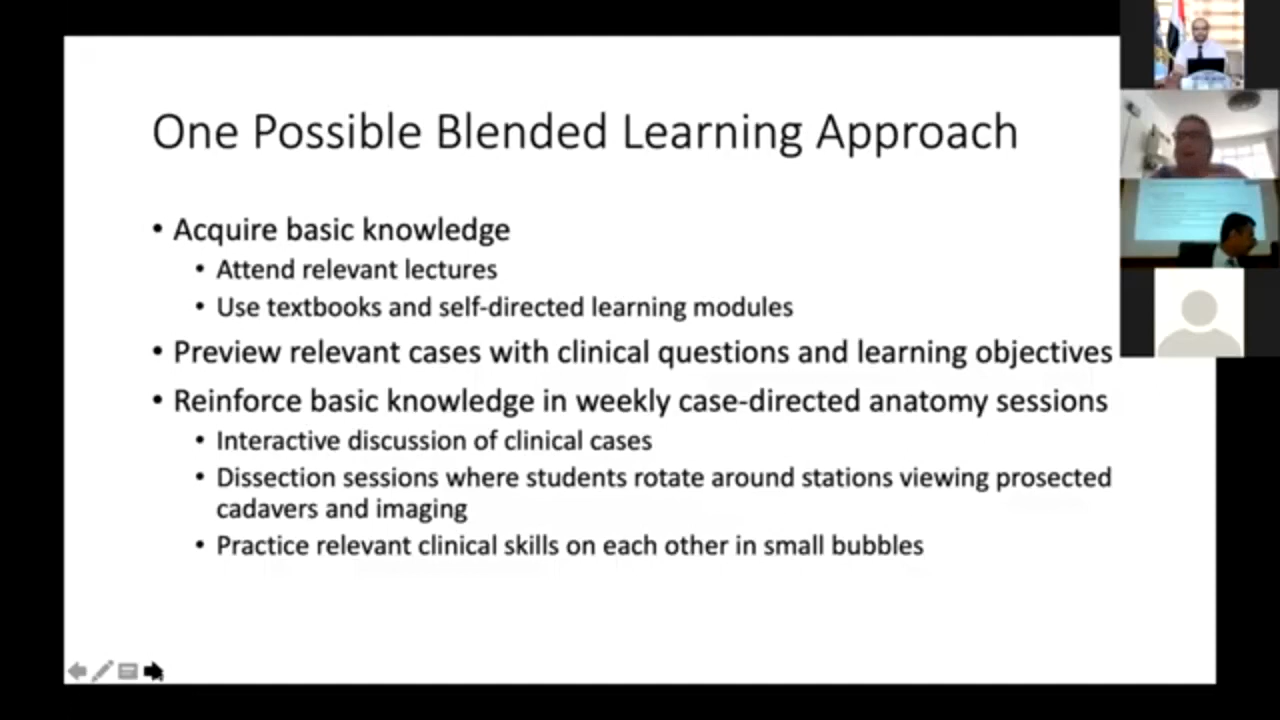 One Possible Blended Learning Approach
• Acquire basic knowledge
• Attend relevant lectures
• Use textbooks and self-directed learning modules
• Preview relevant cases with clinical questions and learning objectives
• Reinforce basic knowledge in weekly case-directed anatomy sessions
• Interactive discussion of clinical cases
• Dissection sessions where students rotate around stations viewing prosected
cadavers and imaging
• Practice relevant clinical skills on each other in small bubbles